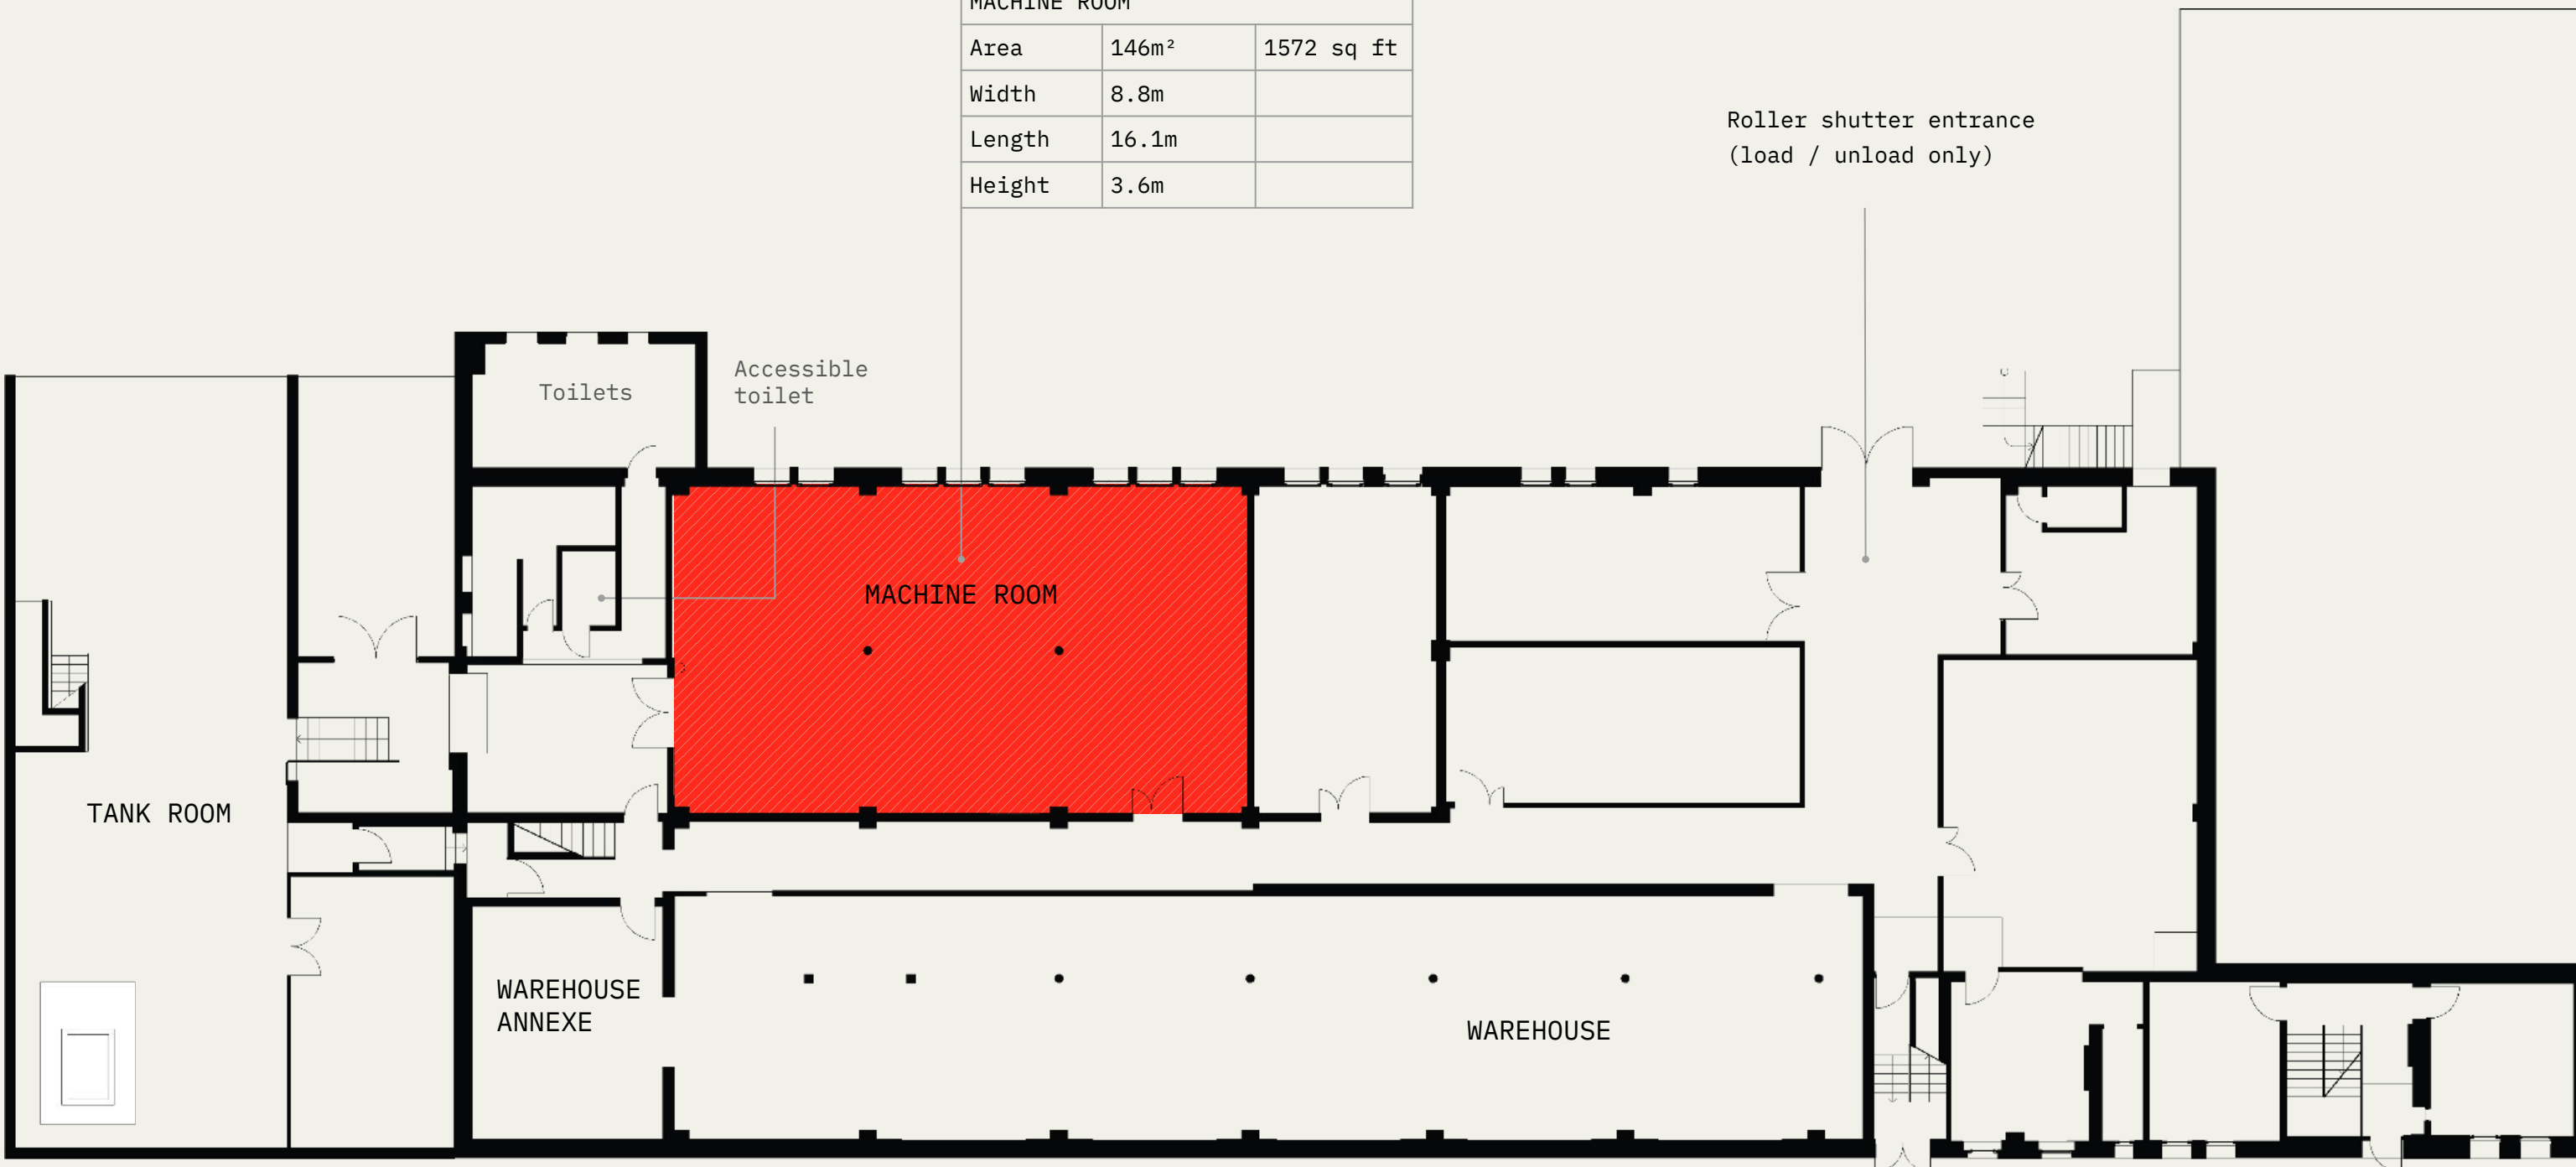 MACHINE ROOM
Area 146m² 1572 sq ft
Width 8.8m
Length 16.1m
Height 3.6m
Roller shutter entrance
(load / unload only)
Accessible
toilet
Toilets
MACHINE ROOM
TANK ROOM
WAREHOUSE
ANNEXE
WAREHOUSE